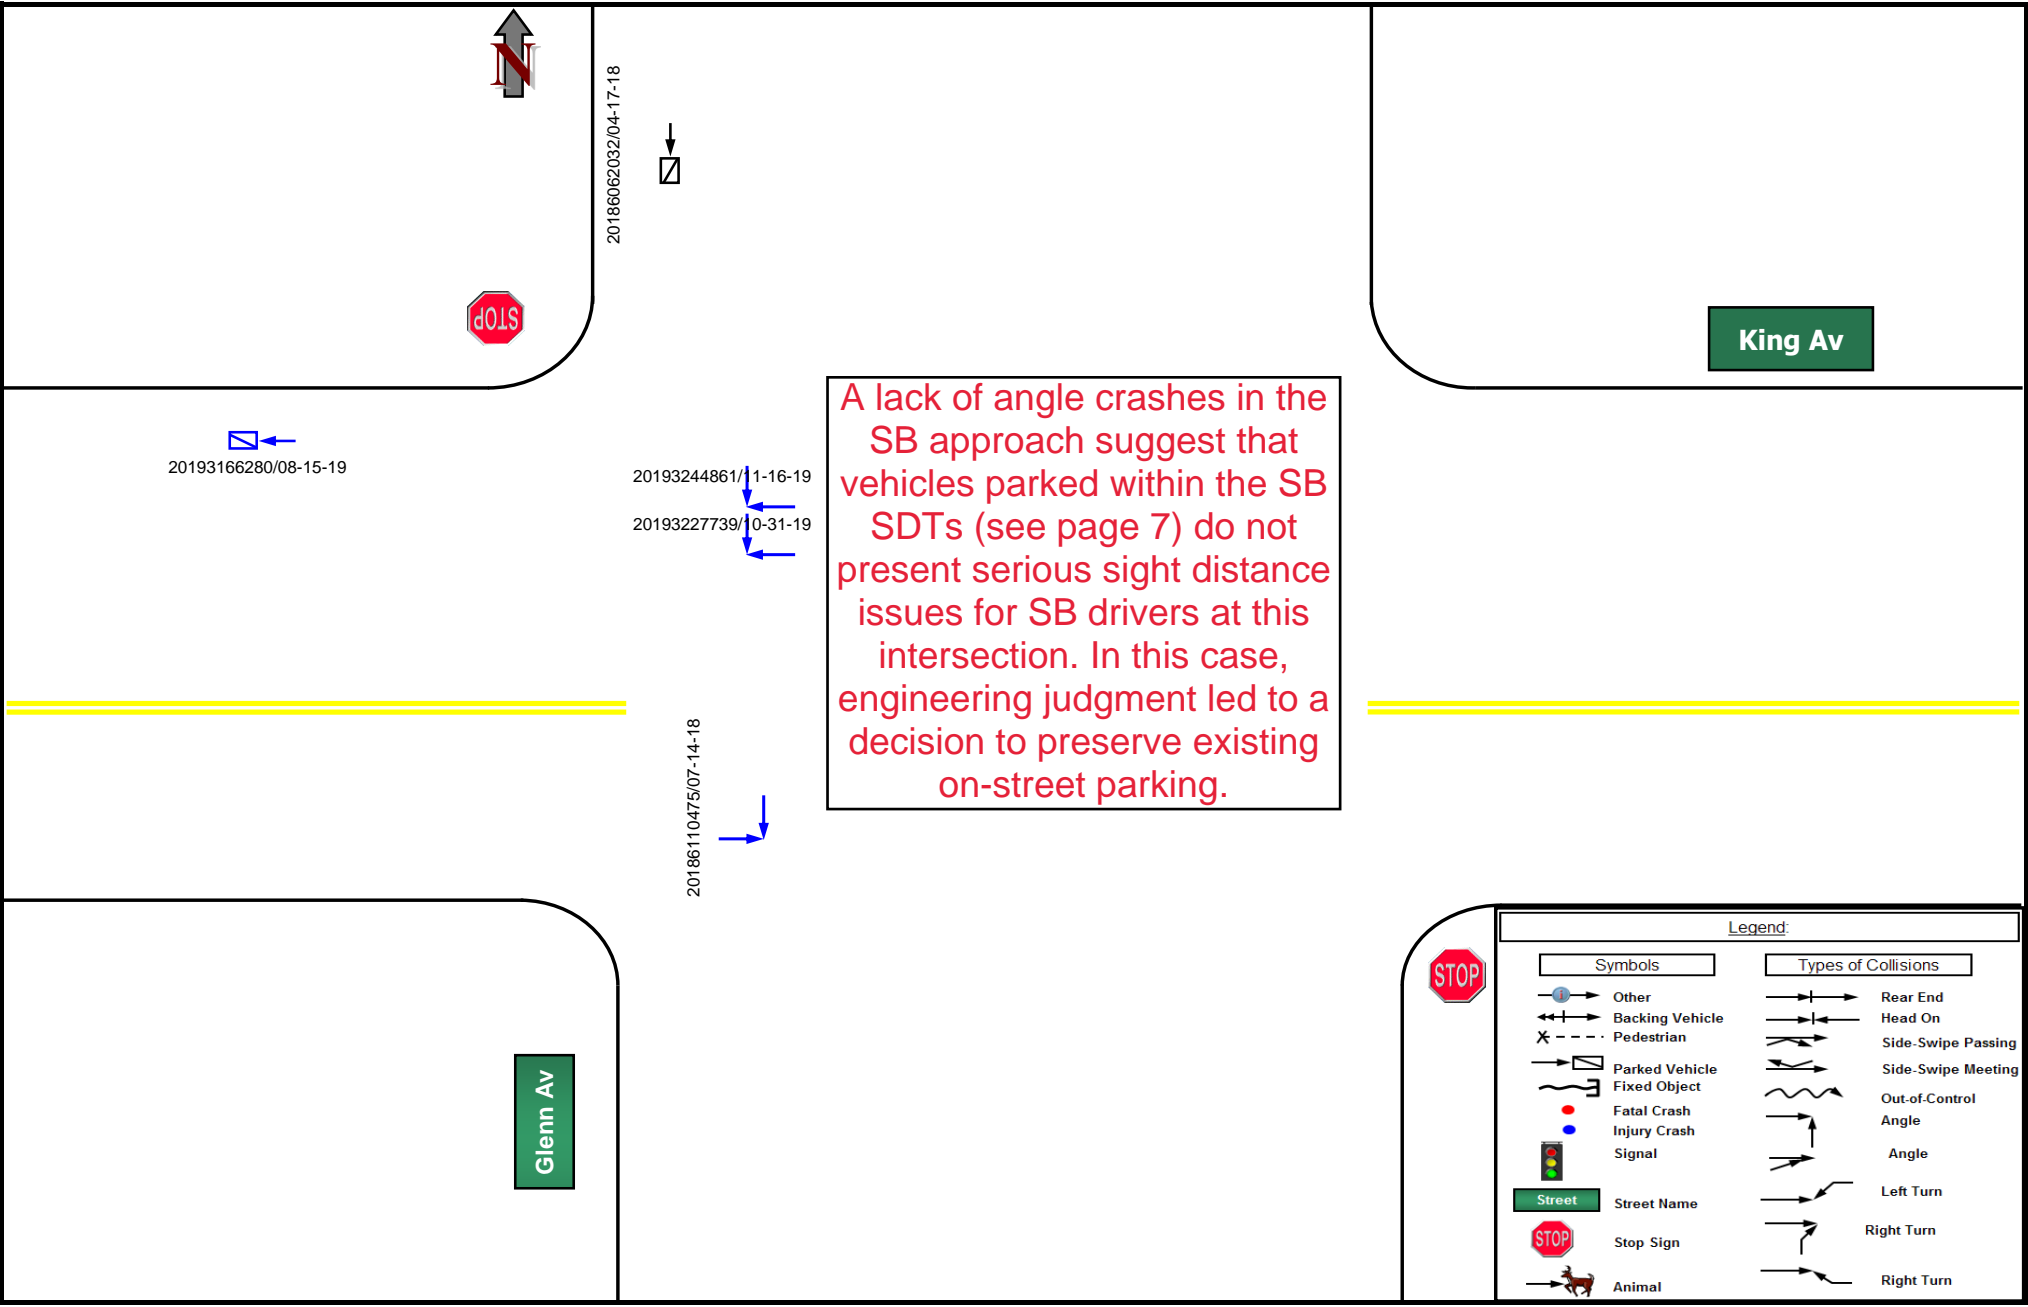 N
20186062032/04-17-18
STOP
King Av
20193166280/08-15-19
20193244861/11-16-19
20193227739/10-31-19
A lack of angle crashes in the
SB approach suggest that
vehicles parked within the SB
SDTs (see page 7) do not
present serious sight distance
issues for SB drivers at this
intersection. In this case,
engineering judgment led to a
decision to preserve existing
on-street parking.
20186110475/07-14-18
STOP
Glenn Av
Legend:
Symbols
Other
Backing Vehicle
Pedestrian
Parked Vehicle
Fixed Object
Fatal Crash
Injury Crash
Signal
Street
Street Name
STOP
Stop Sign
Animal
Types of Collisions
Rear End
Head On
Side-Swipe Passing
Side-Swipe Meeting
Out-of-Control
Angle
Angle
Left Turn
Right Turn
Right Turn